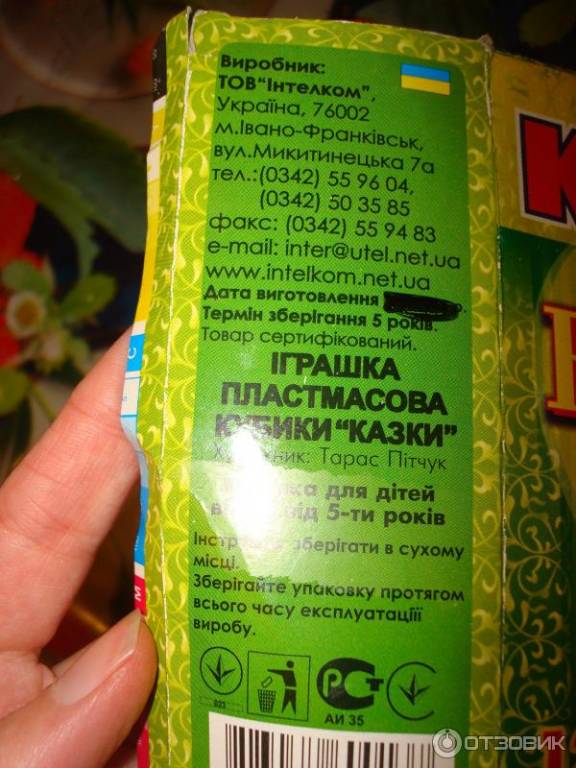 Виробник:
ТОВ"Інтелком",
Україна, 76002
м.Івано-Франківськ,
вул.Микитинецька 7а
тел.:(0342) 55 96 04,
(0342) 50 35 85
факс: (0342) 55 94 83
e-mail: inter@utel.net.ua
www.intelkom.net.ua
Дата виготовлення
Термін зберігання 5 років.
Товар сертифікований.
ІГРАШКА
ПЛАСТМАСОВА
КУБИКИ "КАЗКИ"
Тарас Пітчук
для дітей
5-ти років
зберігати в сухому
місці.
Зберігайте упаковку протягом
всього часу експлуатаціїї
виробу.
023
РСТ
АИ 35
С
М
К
ОТЗОВИК